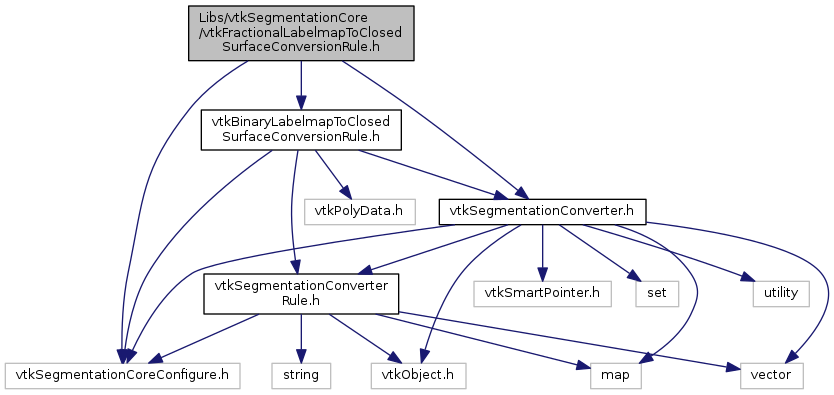 Libs/vtkSegmentationCore
/vtkFractionalLabelmapToClosed
SurfaceConversionRule.h
vtkBinaryLabelmapToClosed
SurfaceConversionRule.h
vtkPolyData.h
vtkSegmentationConverter.h
vtkSegmentationConverter
Rule.h
vtkSmartPointer.h
set
utility
vtkSegmentationCoreConfigure.h
string
vtkObject.h
map
vector